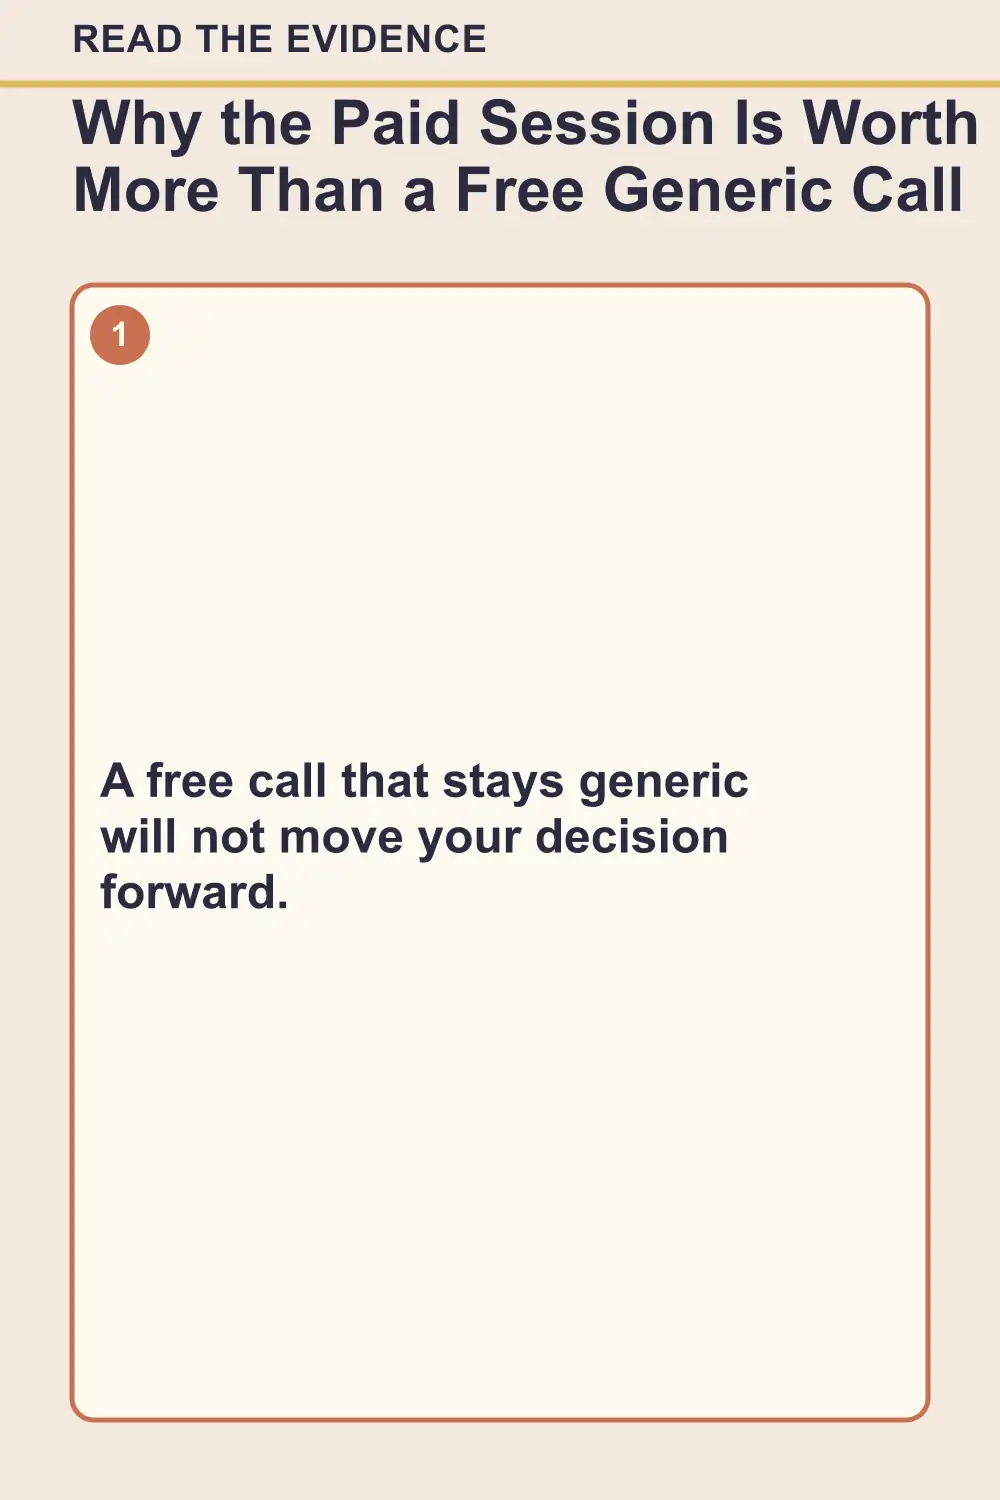 READ THE EVIDENCE
Why the Paid Session Is Worth
More Than a Free Generic Call
1
A free call that stays generic
will not move your decision
forward.